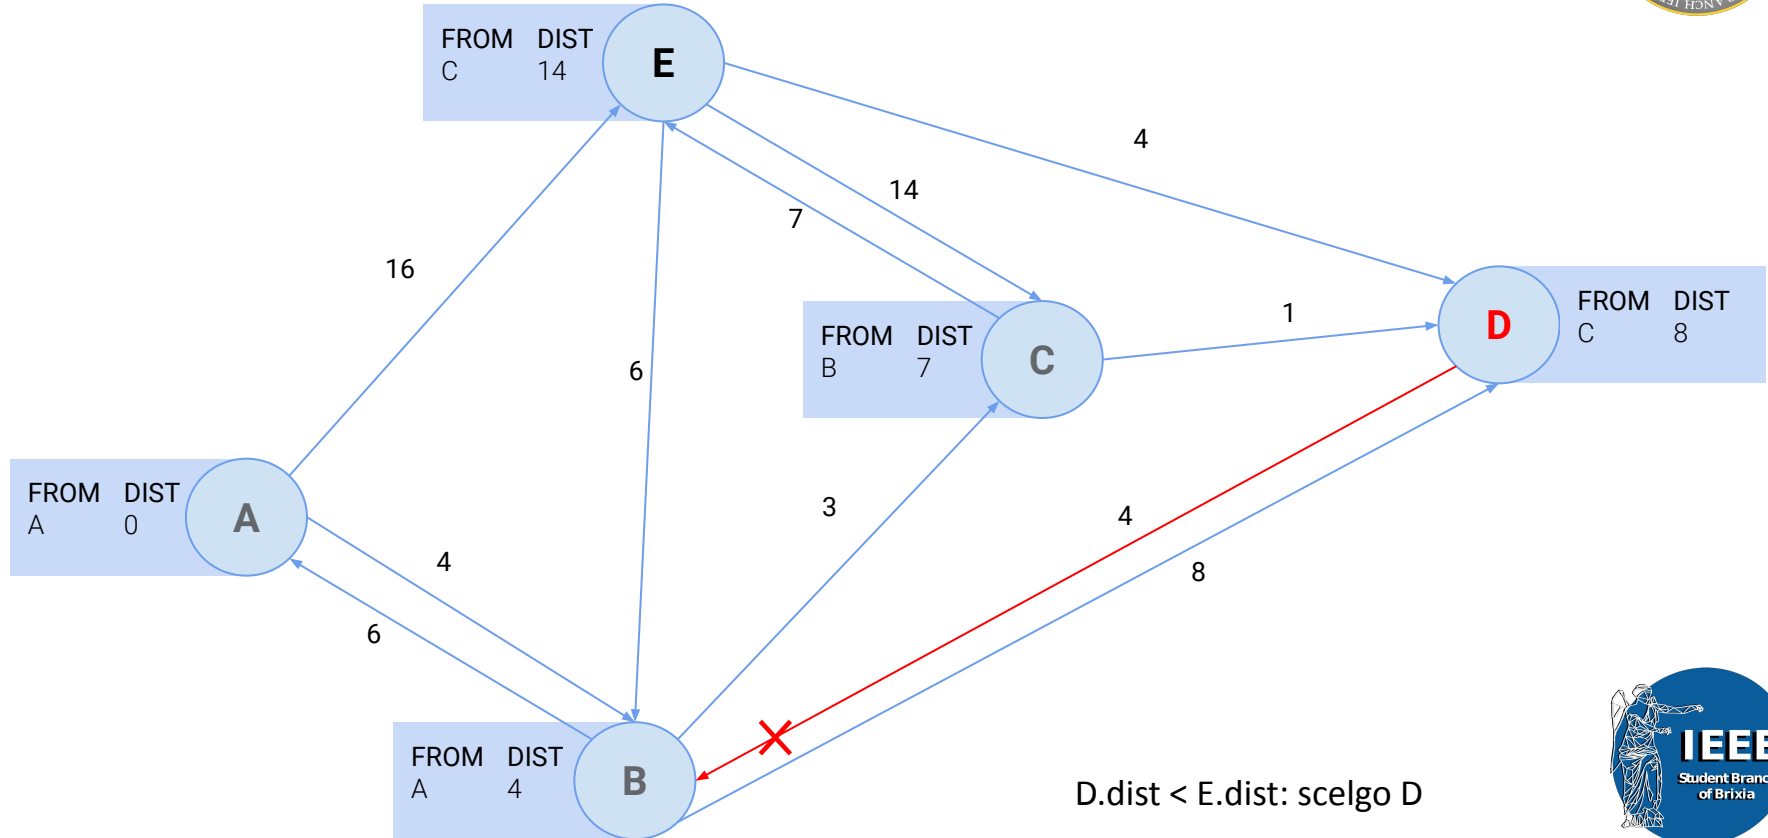 FROM DIST
C 14
E
4
14
7
16
FROM DIST
C 8
D
1
FROM DIST
B 7
C
6
FROM DIST
A 0
A
3
4
4
8
6
FROM DIST
A 4
B
D.dist < E.dist: scelgo D
IEEE
Student Branc
of Brixia